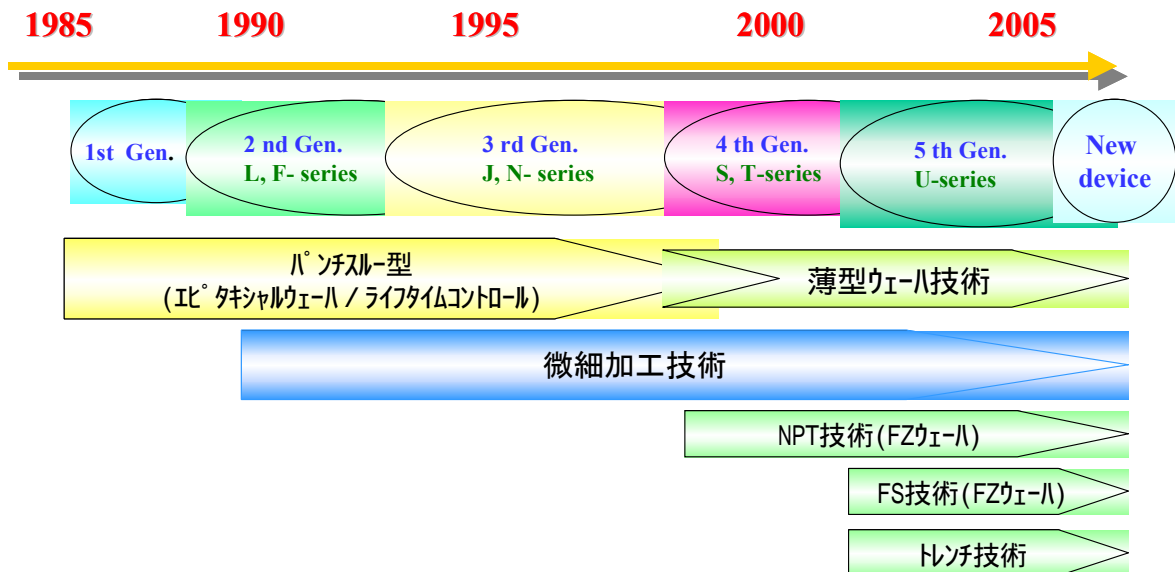 1985 1990 1995 2000 2005
1st Gen.
2 nd Gen.
L, F- series
3 rd Gen.
J, N- series
4 th Gen.
S, T-series
5 th Gen.
U-series
New
device
パンチスルー型
(エピタキシャルウェーハ / ライフタイムコントロール)
薄型ウェーハ技術
微細加工技術
NPT技術(FZウェーハ)
FS技術(FZウェーハ)
トレンチ技術